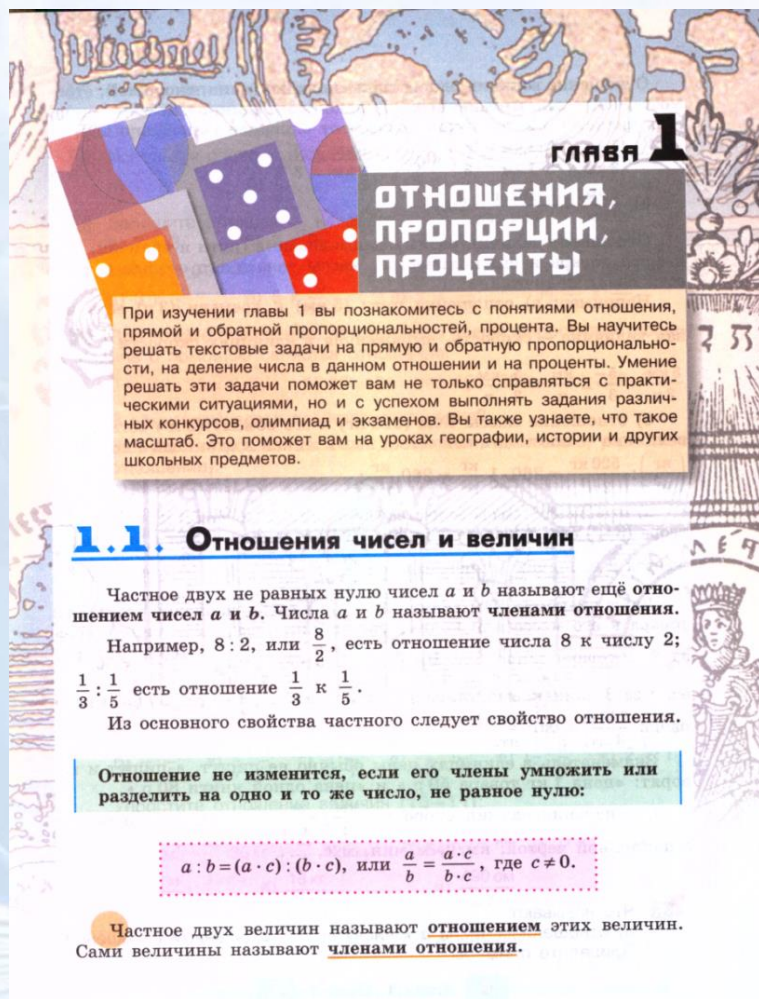 ГЛАВА 1
ОТНОШЕНИЯ,
ПРОПОРЦИИ,
ПРОЦЕНТЫ
При изучении главы 1 вы познакомитесь с понятиями отношения,
прямой и обратной пропорциональностей, процента. Вы научитесь
решать текстовые задачи на прямую и обратную пропорционально-
сти, на деление числа в данном отношении и на проценты. Умение
решать эти задачи поможет вам не только справляться с практи-
ческими ситуациями, но и с успехом выполнять задания различ-
ных конкурсов, олимпиад и экзаменов. Вы также узнаете, что такое
масштаб. Это поможет вам на уроках географии, истории и других
школьных предметов.
1.1. Отношения чисел и величин
Частное двух не равных нулю чисел a и b называют ещё отно-
шением чисел a и b. Числа a и b называют членами отношения.
Например, 8 : 2, или 8/2, есть отношение числа 8 к числу 2;
1/3 : 1/5 есть отношение 1/3 к 1/5.
Из основного свойства частного следует свойство отношения.
Отношение не изменится, если его члены умножить или
разделить на одно и то же число, не равное нулю:
a : b = (a · c) : (b · c), или a/b = a·c/b·c, где c ≠ 0.
Частное двух величин называют отношением этих величин.
Сами величины называют членами отношения.